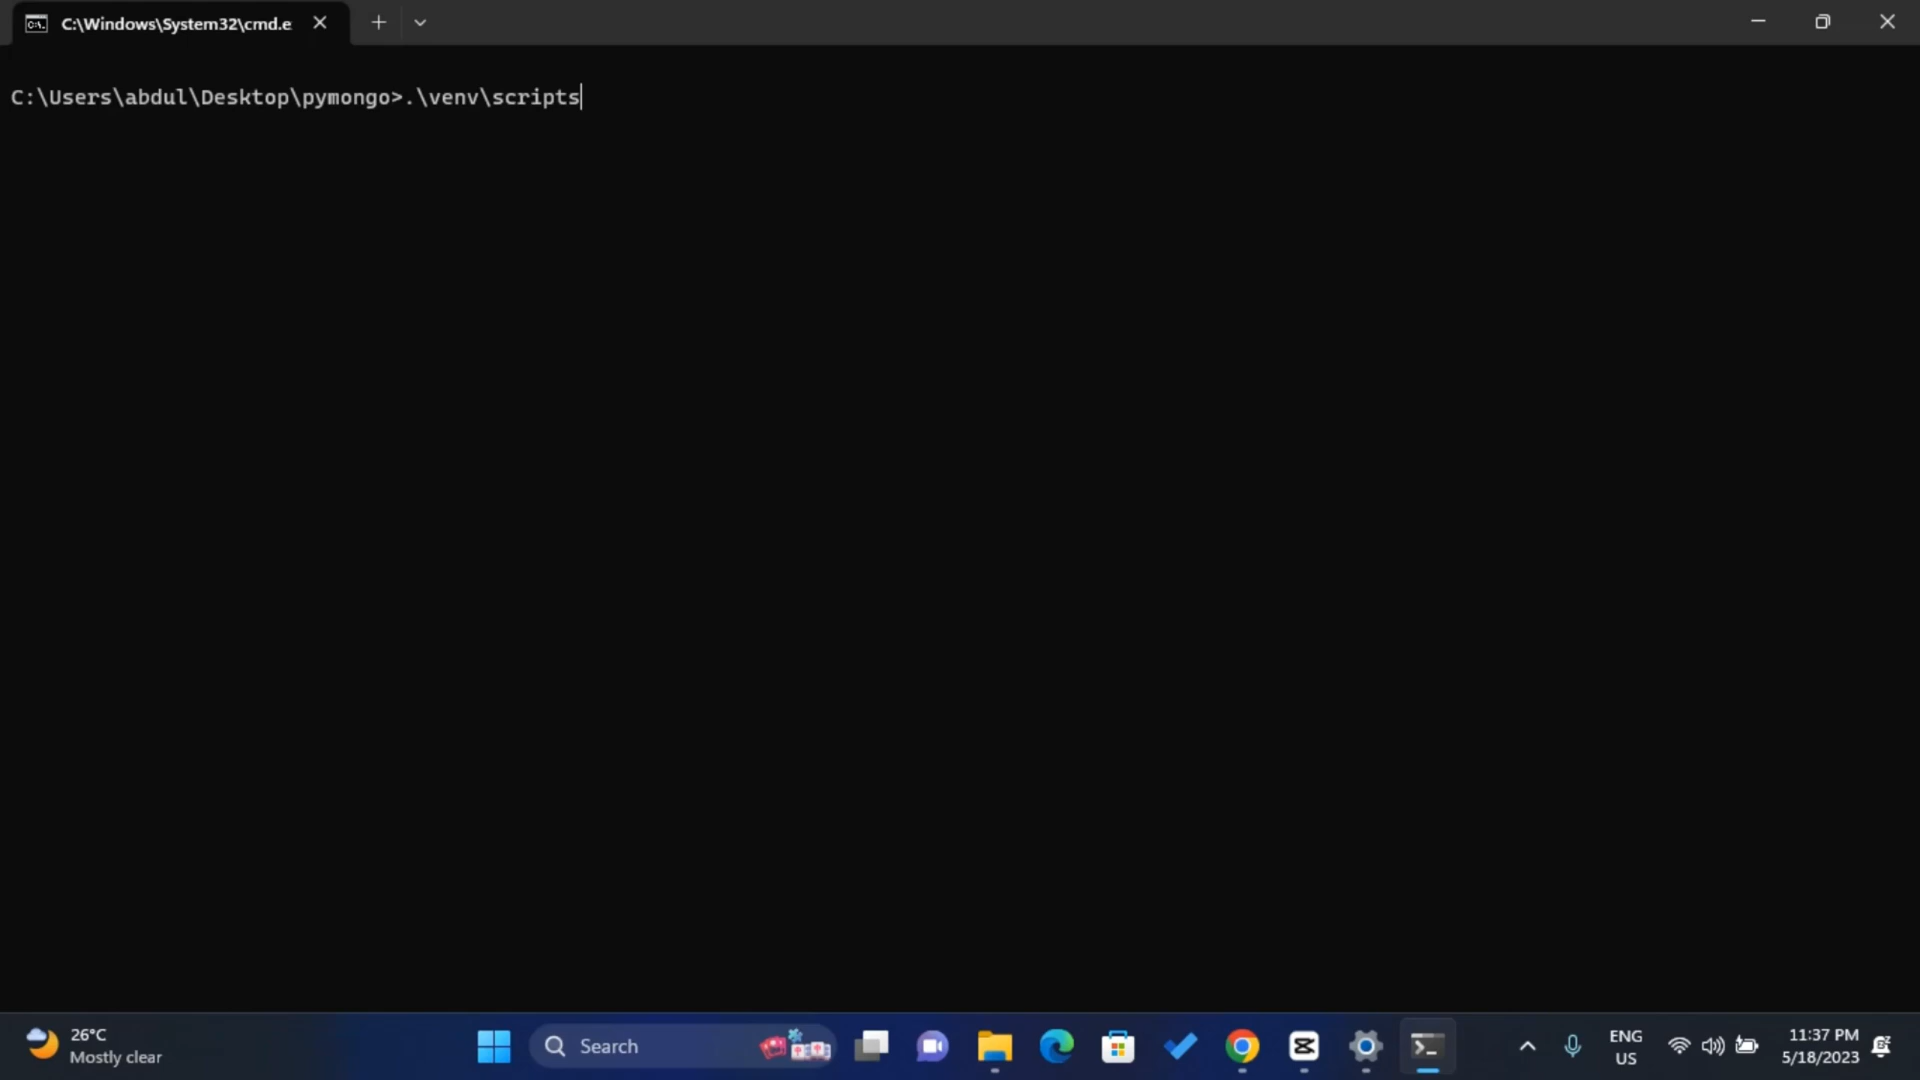 C:\Windows\System32\cmd.e
C:\Users\abdul\Desktop\pymongo>.\venv\scripts
26°C
Mostly clear
Search
ENG
US
11:37 PM
5/18/2023